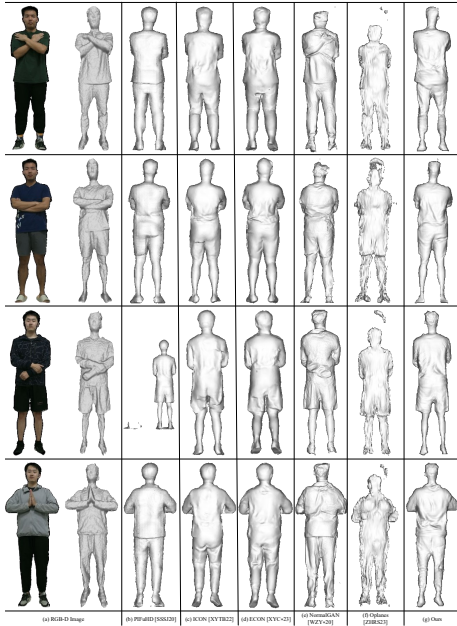 (a) RGB-D Image
(b) PIFuHD [SSSJ20]
(c) ICON [XYTB22]
(d) ECON [XYC+23]
(e) NormalGAN
[WZY+20]
(f) Oplanes
[ZHRS23]
(g) Ours